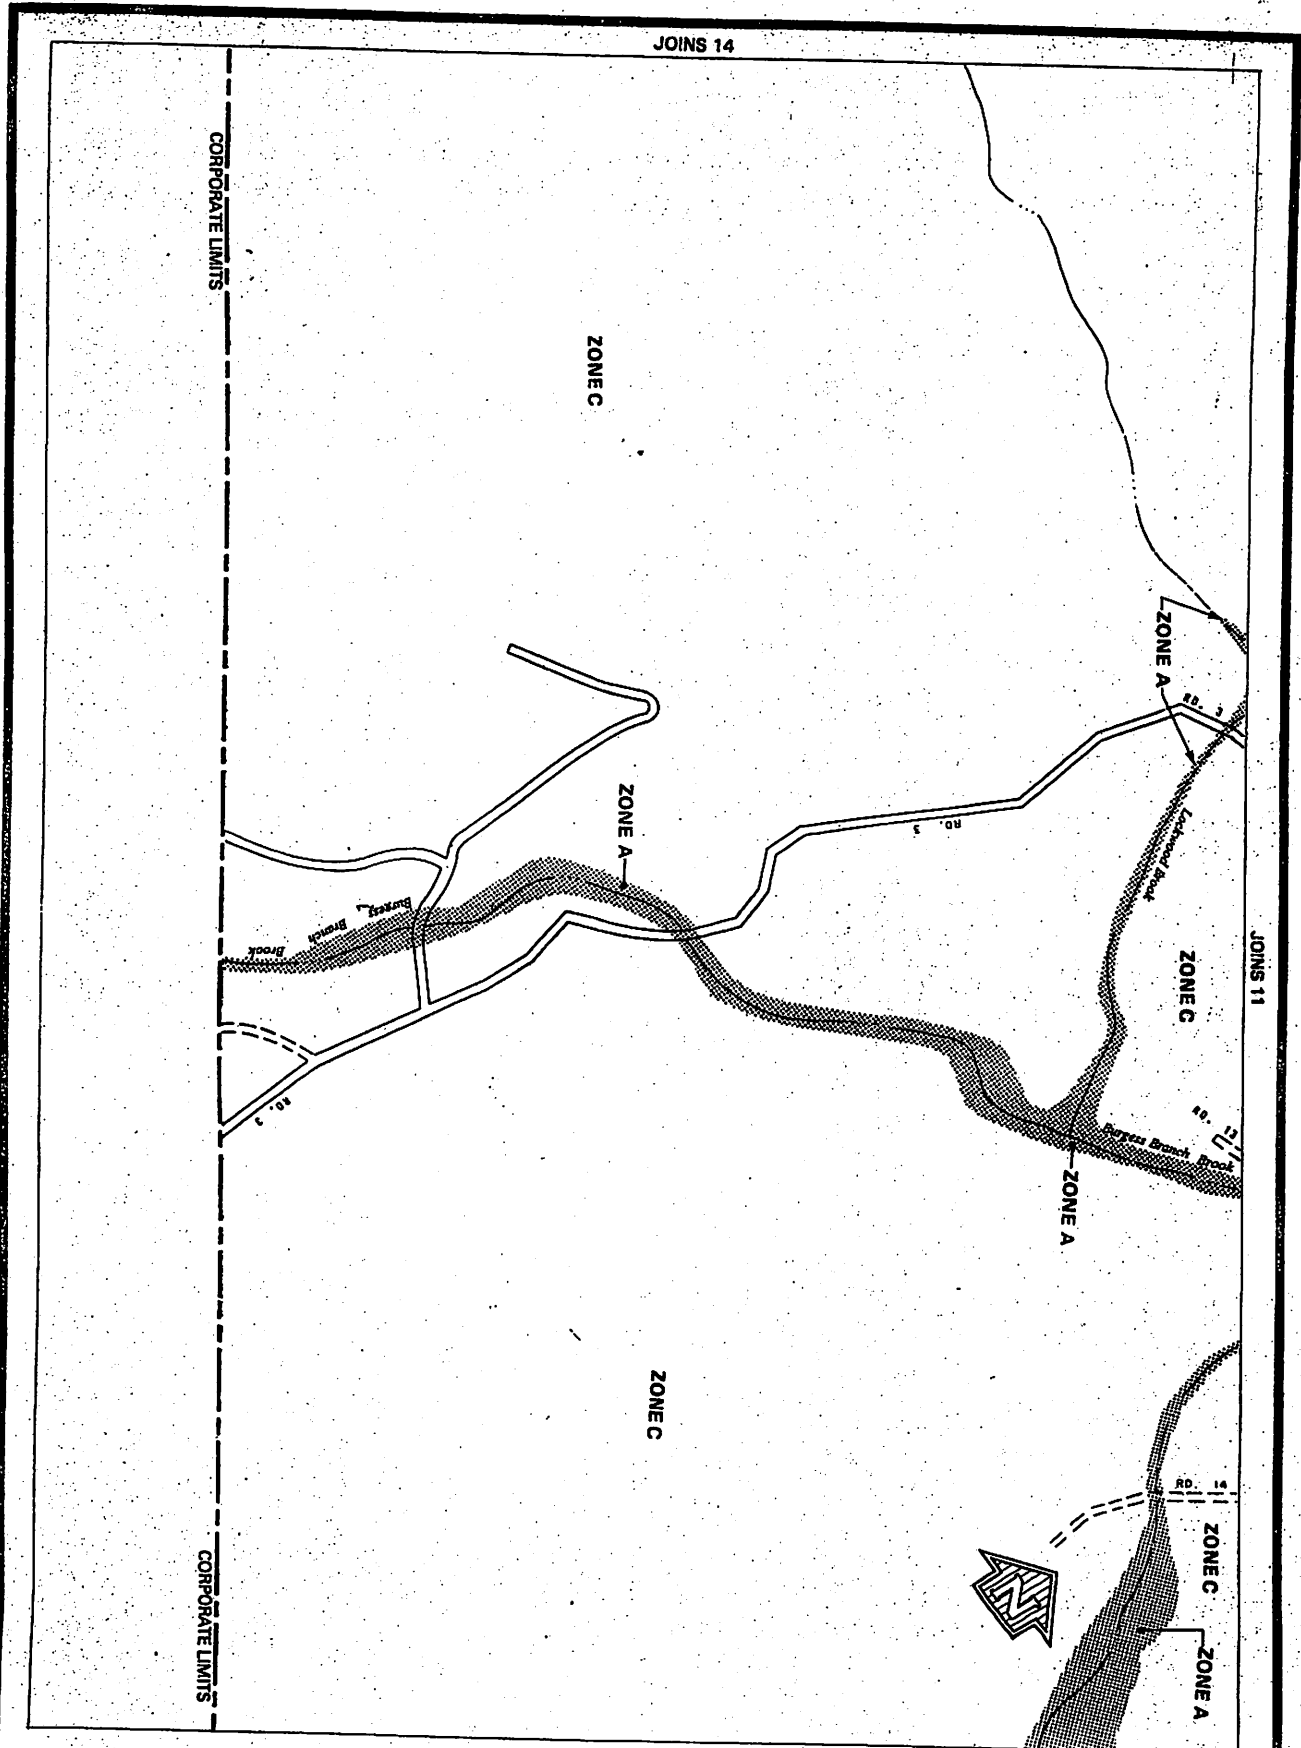 JOINS 14
CORPORATE LIMITS
ZONE C
ZONE A
RD. 3
ZONE A
RD. 3
Lockwood Brook
ZONE C
JOINS 11
Burgess
Branch
Brook
RD. 3
RD. 13
Burgess Branch Brook
ZONE A
ZONE C
RD. 14
ZONE C
N
ZONE A
CORPORATE LIMITS